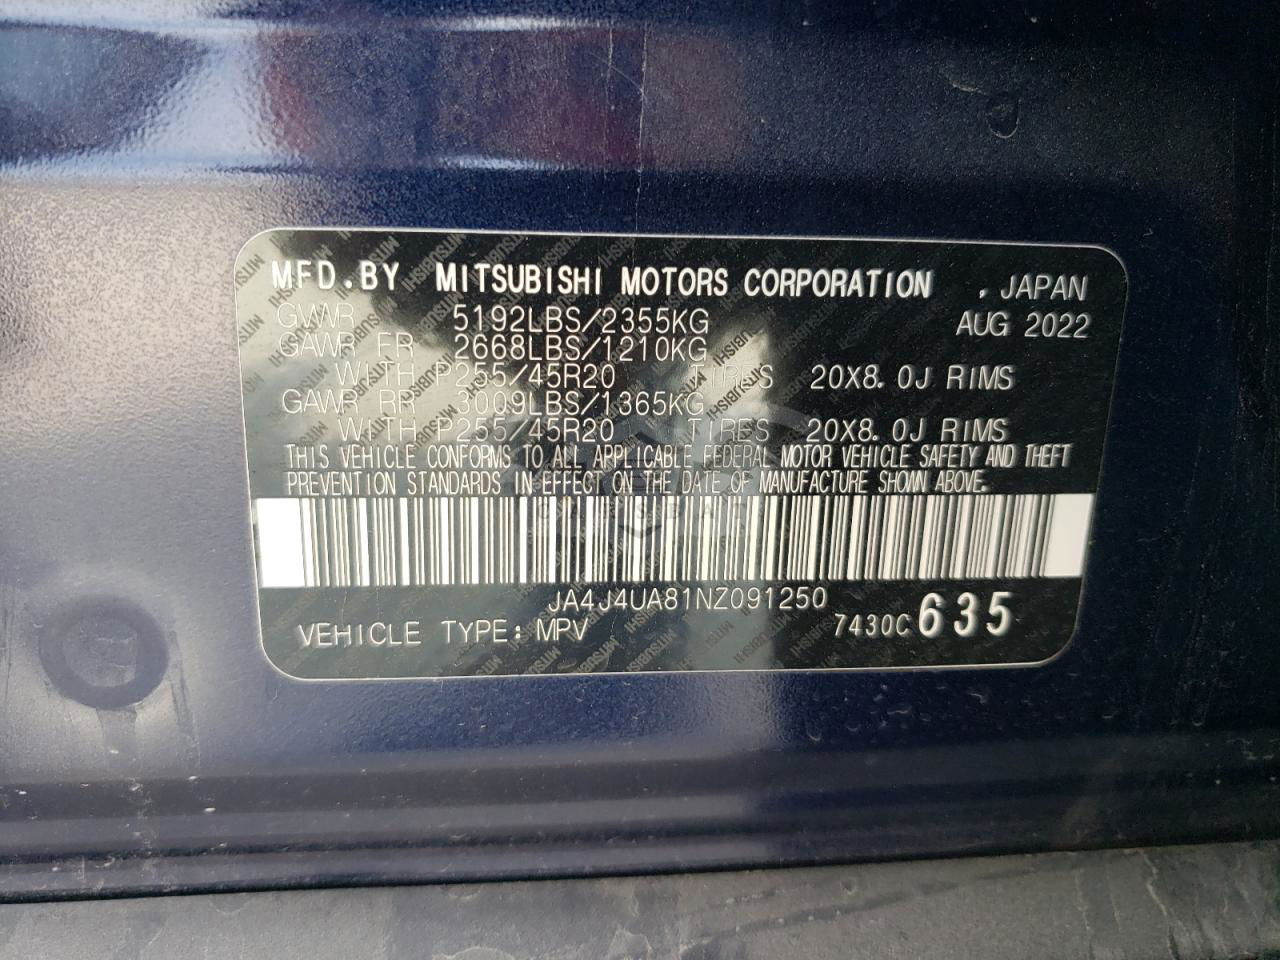 MFD.BY MITSUBISHI MOTORS CORPORATION , JAPAN
GVWR 5192LBS/2355KG AUG 2022
GAWR FR 2668LBS/1210KG
WITH P255/45R20 TIRES 20X8.0J RIMS
GAWR RR 3009LBS/1365KG
WITH P255/45R20 TIRES 20X8.0J RIMS
THIS VEHICLE CONFORMS TO ALL APPLICABLE FEDERAL MOTOR VEHICLE SAFETY AND THEFT
PREVENTION STANDARDS IN EFFECT ON THE DATE OF MANUFACTURE SHOWN ABOVE.
JA4J4UA81NZ091250
VEHICLE TYPE: MPV 7430C 635